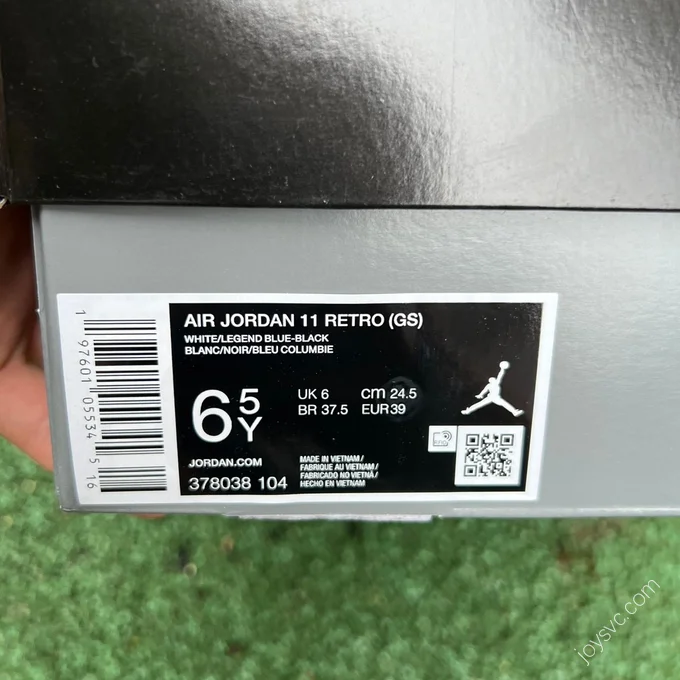 AIR JORDAN 11 RETRO (GS)
WHITE/LEGEND BLUE-BLACK
BLANC/NOIR/BLEU COLUMBIE
6 5 Y
UK 6 cm 24.5
BR 37.5 EUR 39
JORDAN.COM
378038 104
MADE IN VIETNAM /
FABRIQUE AU VIETNAM /
FABRICADO NO VIETNÃ /
HECHO EN VIETNAM
1 97601 05534 5 16
joysvc.com